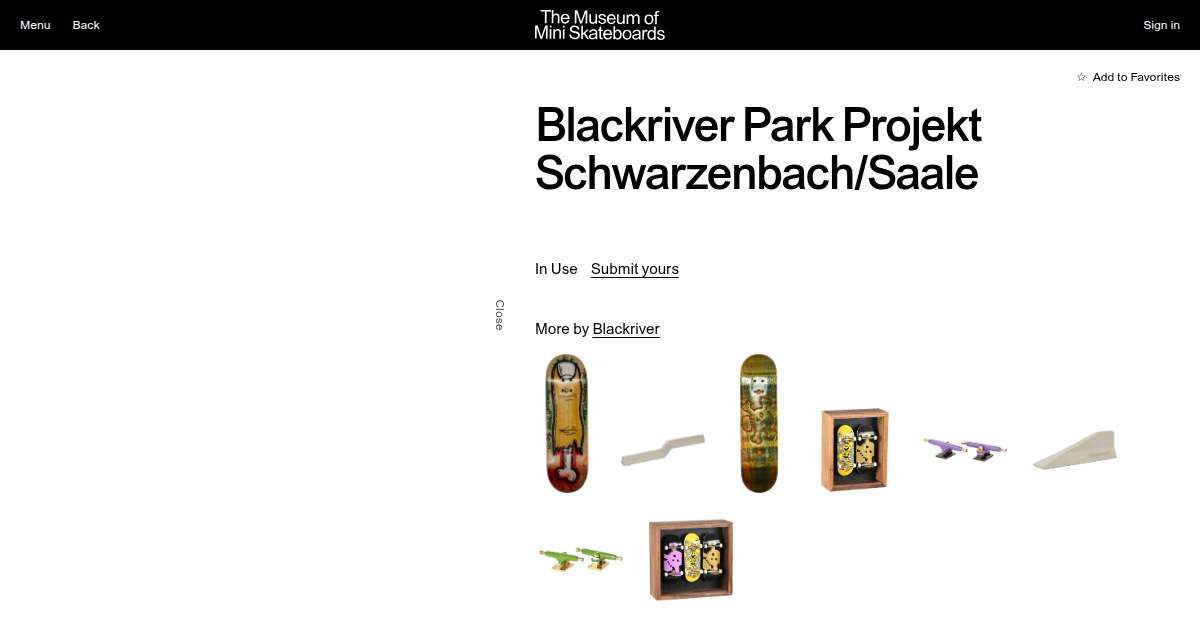 Menu
Back
The Museum of
Mini Skateboards
Sign in
☆ Add to Favorites
Blackriver Park Projekt
Schwarzenbach/Saale
In Use Submit yours
Close
More by Blackriver